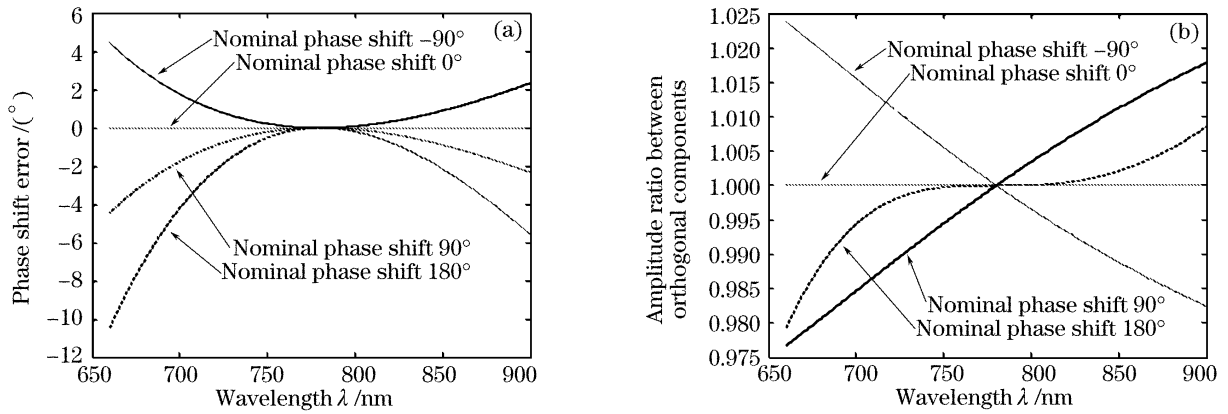 6
4
2
0
−2
−4
−6
−8
−10
−12
Phase shift error /(°)
(a)
Nominal phase shift −90°
Nominal phase shift 0°
Nominal phase shift 90°
Nominal phase shift 180°
650 700 750 800 850 900
Wavelength λ /nm
1.025
1.020
1.015
1.010
1.005
1.000
0.995
0.990
0.985
0.980
0.975
Amplitude ratio between
orthogonal components
(b)
Nominal phase shift −90°
Nominal phase shift 0°
Nominal phase shift 90°
Nominal phase shift 180°
650 700 750 800 850 900
Wavelength λ /nm